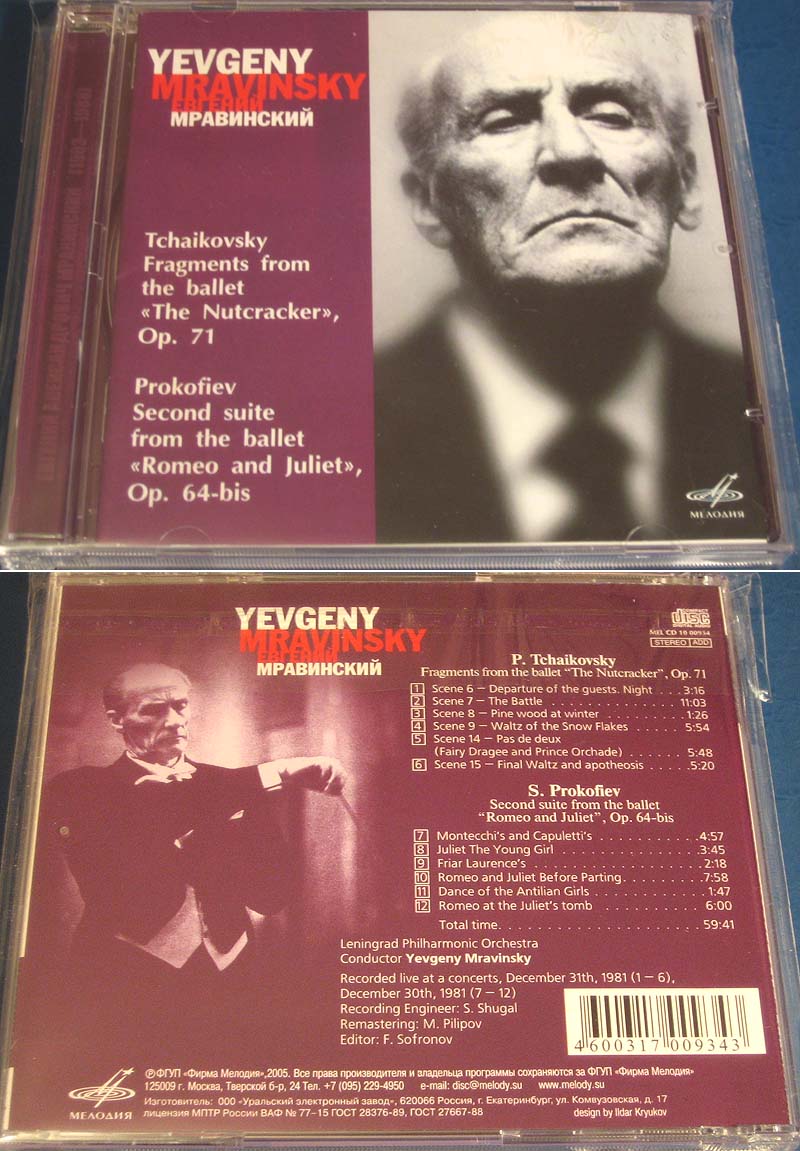 YEVGENY
MRAVINSKY
ЕВГЕНИЙ
МРАВИНСКИЙ
Tchaikovsky
Fragments from
the ballet
«The Nutcracker»,
Op. 71
Prokofiev
Second suite
from the ballet
«Romeo and Juliet»,
Op. 64-bis
МЕЛОДИЯ
YEVGENY
MRAVINSKY
ЕВГЕНИЙ
МРАВИНСКИЙ
COMPACT
disc
DIGITAL AUDIO
MEL CD 10 00934
STEREO ADD
P. Tchaikovsky
Fragments from the ballet “The Nutcracker”, Op. 71
1 Scene 6 – Departure of the guests. Night . . . 3:16
2 Scene 7 – The Battle . . . . . . . . . . . . . . . 11:03
3 Scene 8 – Pine wood at winter . . . . . . . . . 1:26
4 Scene 9 – Waltz of the Snow Flakes . . . . . . 5:54
5 Scene 14 – Pas de deux
(Fairy Dragee and Prince Orchade) . . . . . . 5:48
6 Scene 15 – Final Waltz and apotheosis . . . . . 5:20
S. Prokofiev
Second suite from the ballet
“Romeo and Juliet”, Op. 64-bis
7 Montecchi's and Capuletti's . . . . . . . . . . . 4:57
8 Juliet The Young Girl . . . . . . . . . . . . . . 3:45
9 Friar Laurence's . . . . . . . . . . . . . . . . . 2:18
10 Romeo and Juliet Before Parting. . . . . . . . . 7:58
11 Dance of the Antilian Girls . . . . . . . . . . . 1:47
12 Romeo at the Juliet's tomb . . . . . . . . . . . 6:00
Total time. . . . . . . . . . . . . . . . . . 59:41
Leningrad Philharmonic Orchestra
Conductor Yevgeny Mravinsky
Recorded live at a concerts, December 31th, 1981 (1 – 6),
December 30th, 1981 (7 – 12)
Recording Engineer: S. Shugal
Remastering: M. Pilipov
Editor: F. Sofronov
4 600317 009343
МЕЛОДИЯ
℗ФГУП «Фирма Мелодия»,2005. Все права производителя и владельца программы сохраняются за ФГУП «Фирма Мелодия»
125009 г. Москва, Тверской б-р, 24 Тел. +7 (095) 229-4950 e-mail: disc@melody.su www.melody.su
Изготовитель: ООО «Уральский электронный завод», 620066 Россия, г. Екатеринбург, ул. Комвузовская, д. 17
лицензия МПТР России ВАФ № 77–15 ГОСТ 28376-89, ГОСТ 27667-88
design by Ildar Kryukov